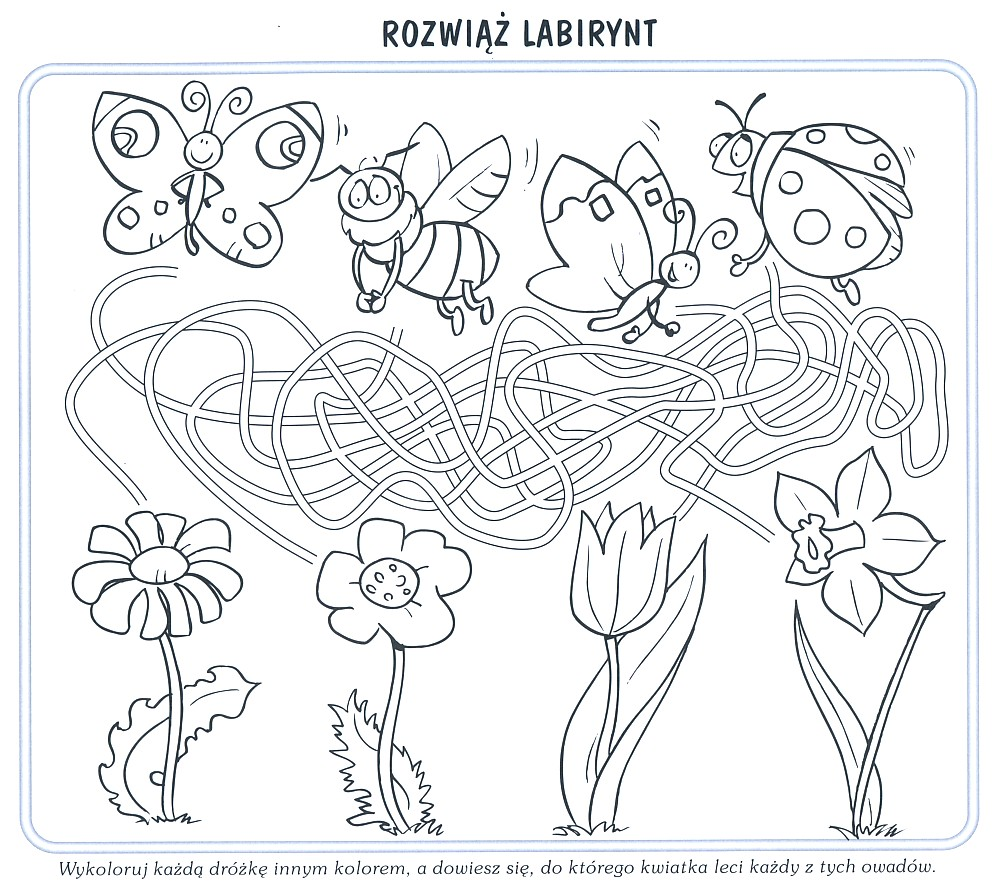 ROZWIĄŻ LABIRYNT
Wykoloruj każdą dróżkę innym kolorem, a dowiesz się, do którego kwiatka leci każdy z tych owadów.